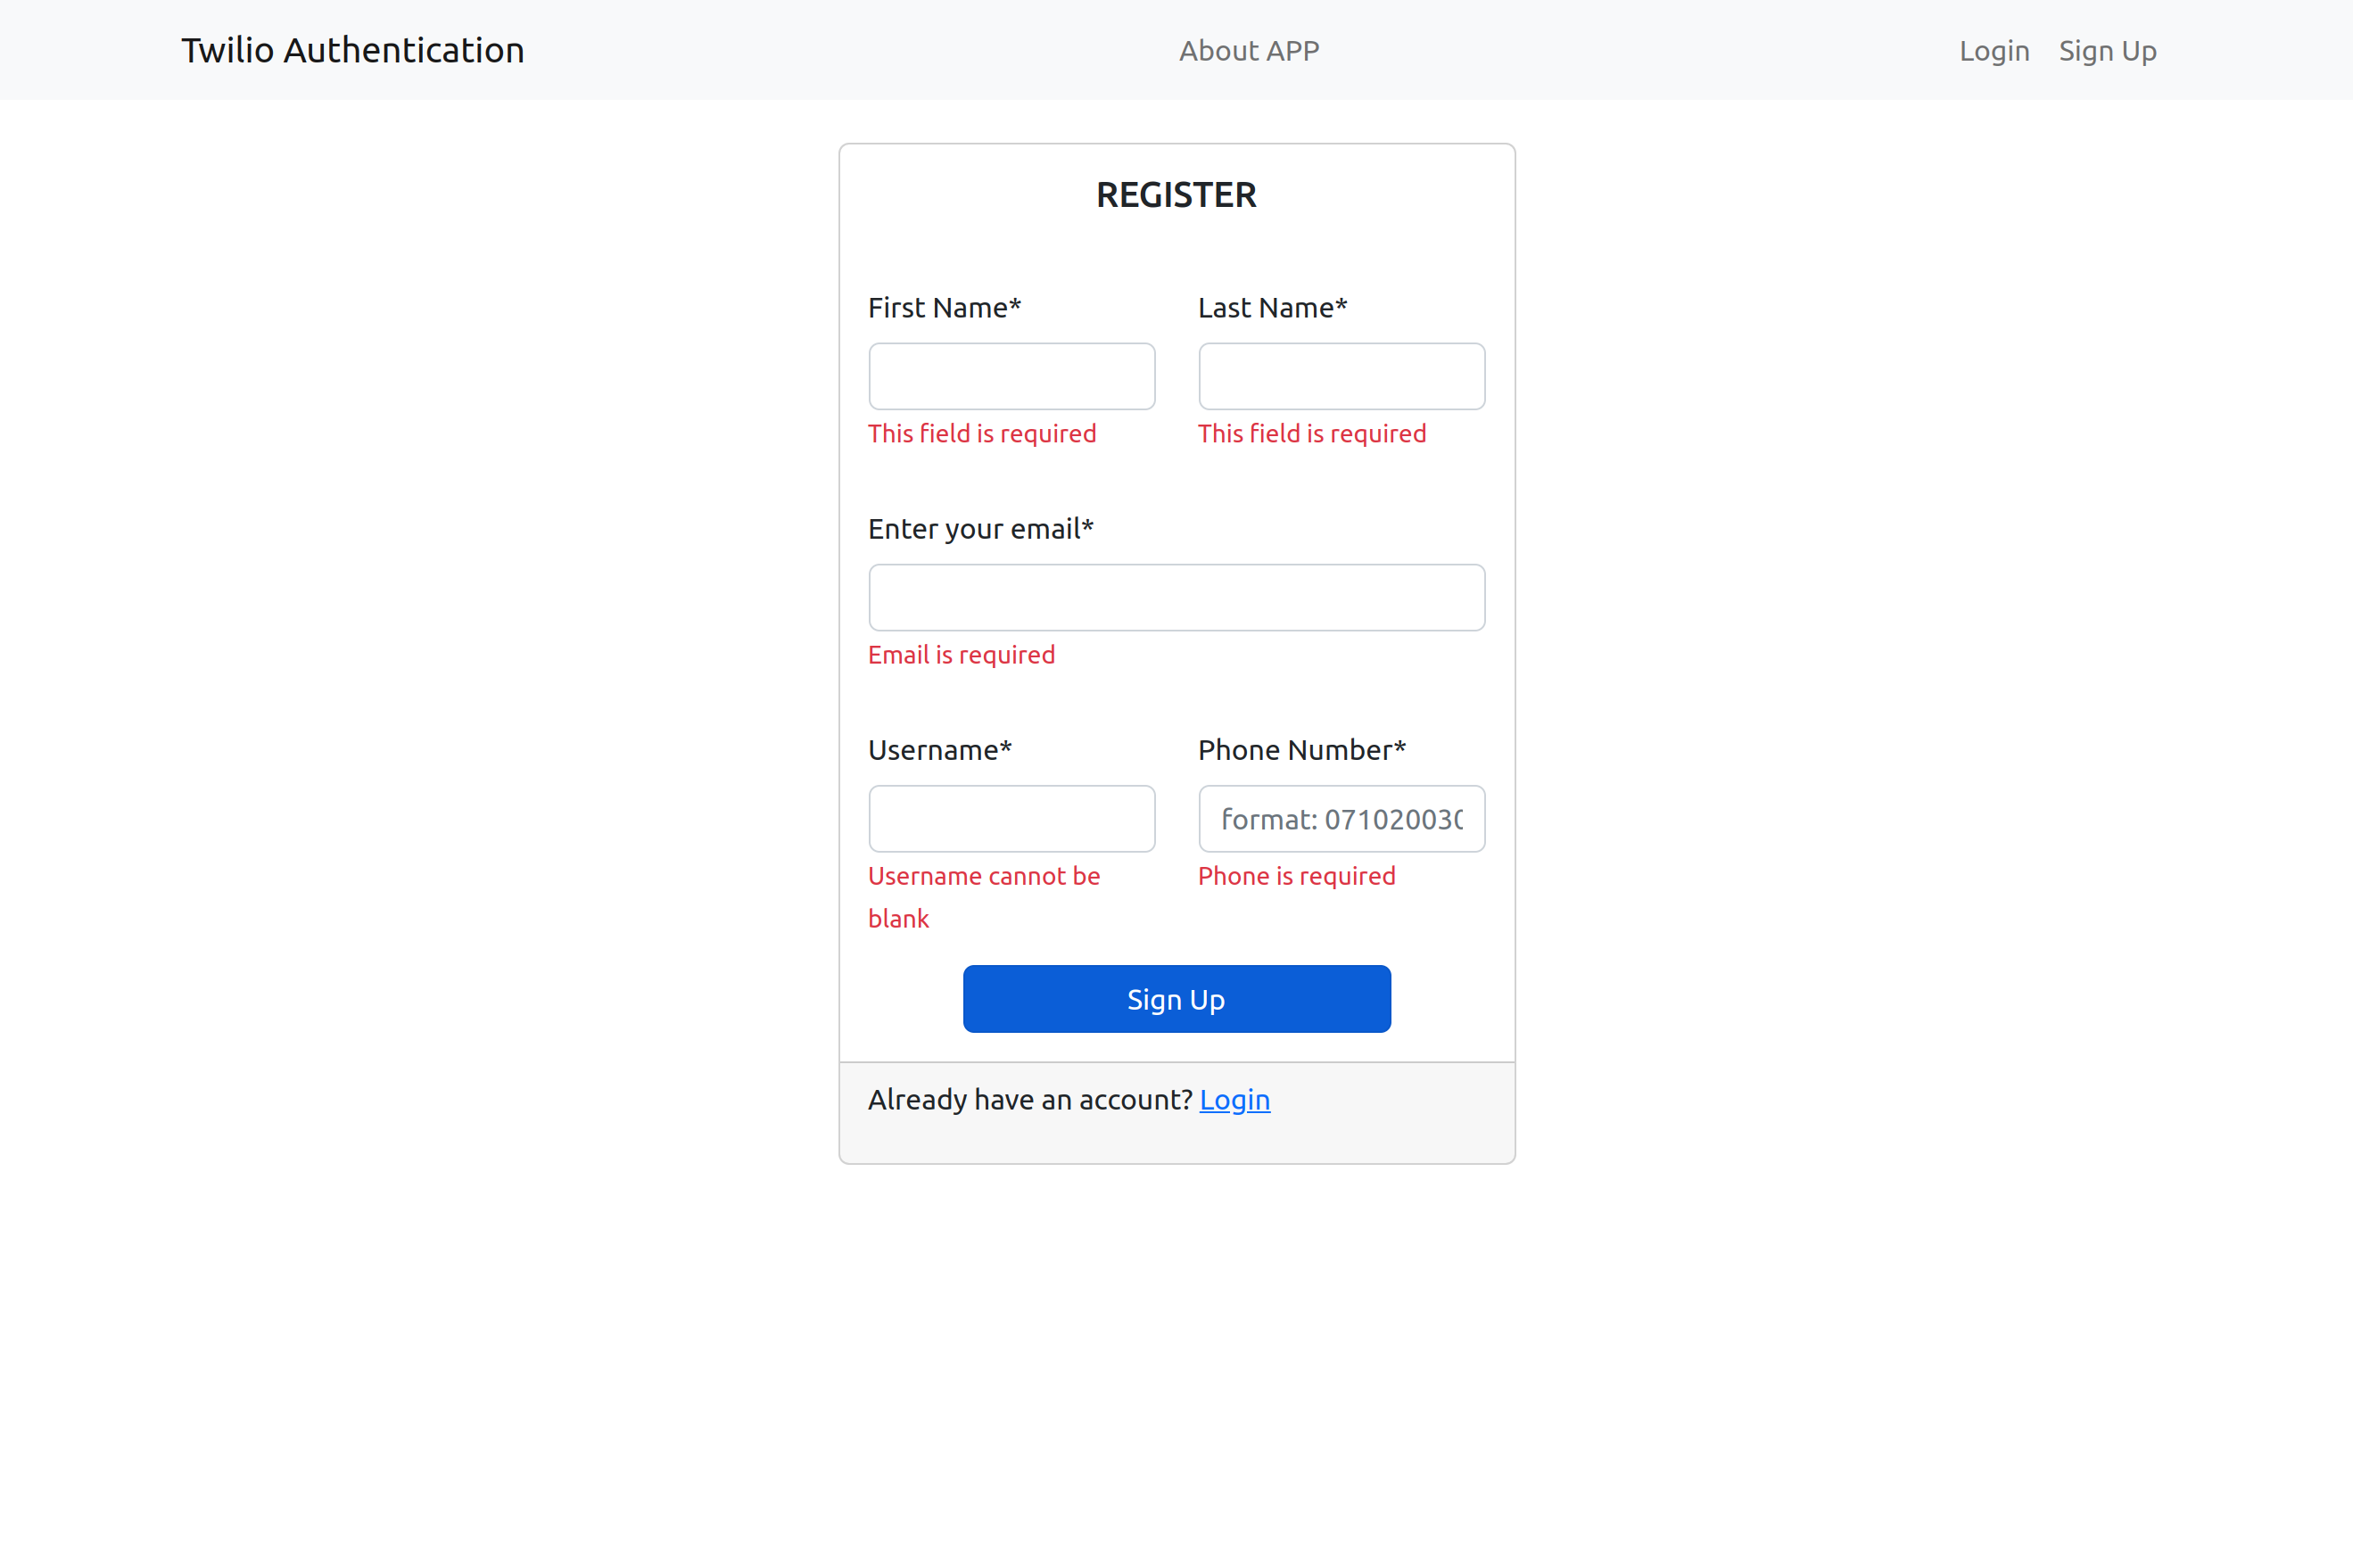 Twilio Authentication
About APP
Login
Sign Up
REGISTER
First Name*
Last Name*
This field is required
This field is required
Enter your email*
Email is required
Username*
Phone Number*
format: 071020030
Username cannot be
blank
Phone is required
Sign Up
Already have an account? Login